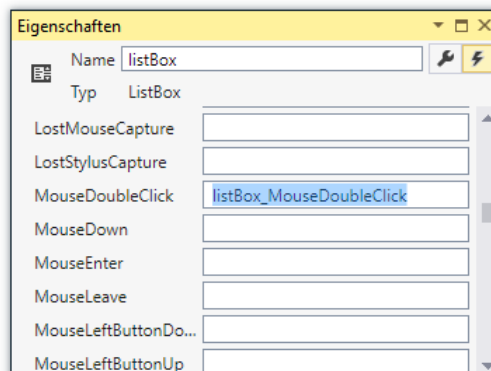 Eigenschaften
Name listBox
Typ ListBox
LostMouseCapture
LostStylusCapture
MouseDoubleClick listBox_MouseDoubleClick
MouseDown
MouseEnter
MouseLeave
MouseLeftButtonDo...
MouseLeftButtonUp